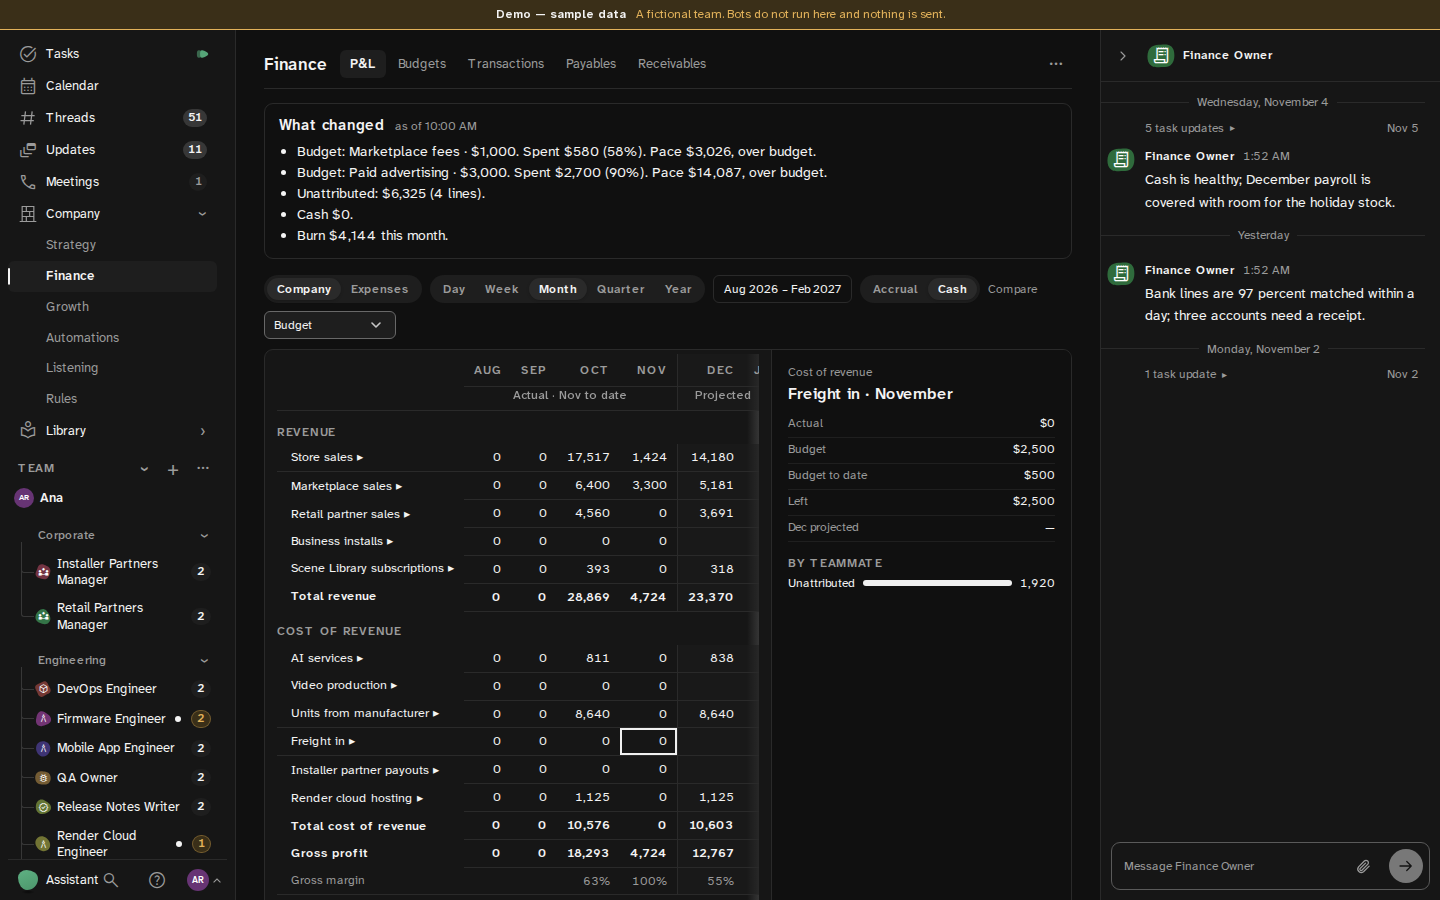 Demo — sample data A fictional team. Bots do not run here and nothing is sent.
Tasks
Calendar
Threads 51
Updates 11
Meetings 1
Company
Strategy
Finance
Growth
Automations
Listening
Rules
Library
TEAM
AR Ana
Corporate
Installer Partners Manager 2
Retail Partners Manager 2
Engineering
DevOps Engineer 2
Firmware Engineer 2
Mobile App Engineer 2
QA Owner 2
Release Notes Writer 2
Render Cloud Engineer 1
Assistant AR
Finance P&L Budgets Transactions Payables Receivables
What changed as of 10:00 AM
Budget: Marketplace fees · $1,000. Spent $580 (58%). Pace $3,026, over budget.
Budget: Paid advertising · $3,000. Spent $2,700 (90%). Pace $14,087, over budget.
Unattributed: $6,325 (4 lines).
Cash $0.
Burn $4,144 this month.
Company Expenses Day Week Month Quarter Year Aug 2026 – Feb 2027 Accrual Cash Compare
Budget
AUG SEP OCT NOV DEC J
Actual · Nov to date Projected
REVENUE
Store sales 0 0 17,517 1,424 14,180
Marketplace sales 0 0 6,400 3,300 5,181
Retail partner sales 0 0 4,560 0 3,691
Business installs 0 0 0 0
Scene Library subscriptions 0 0 393 0 318
Total revenue 0 0 28,869 4,724 23,370
COST OF REVENUE
AI services 0 0 811 0 838
Video production 0 0 0 0
Units from manufacturer 0 0 8,640 0 8,640
Freight in 0 0 0 0
Installer partner payouts 0 0 0 0
Render cloud hosting 0 0 1,125 0 1,125
Total cost of revenue 0 0 10,576 0 10,603
Gross profit 0 0 18,293 4,724 12,767
Gross margin 63% 100% 55%
Cost of revenue
Freight in · November
Actual $0
Budget $2,500
Budget to date $500
Left $2,500
Dec projected —
BY TEAMMATE
Unattributed 1,920
Finance Owner
Wednesday, November 4
5 task updates Nov 5
Finance Owner 1:52 AM
Cash is healthy; December payroll is
covered with room for the holiday stock.
Yesterday
Finance Owner 1:52 AM
Bank lines are 97 percent matched within a
day; three accounts need a receipt.
Monday, November 2
1 task update Nov 2
Message Finance Owner